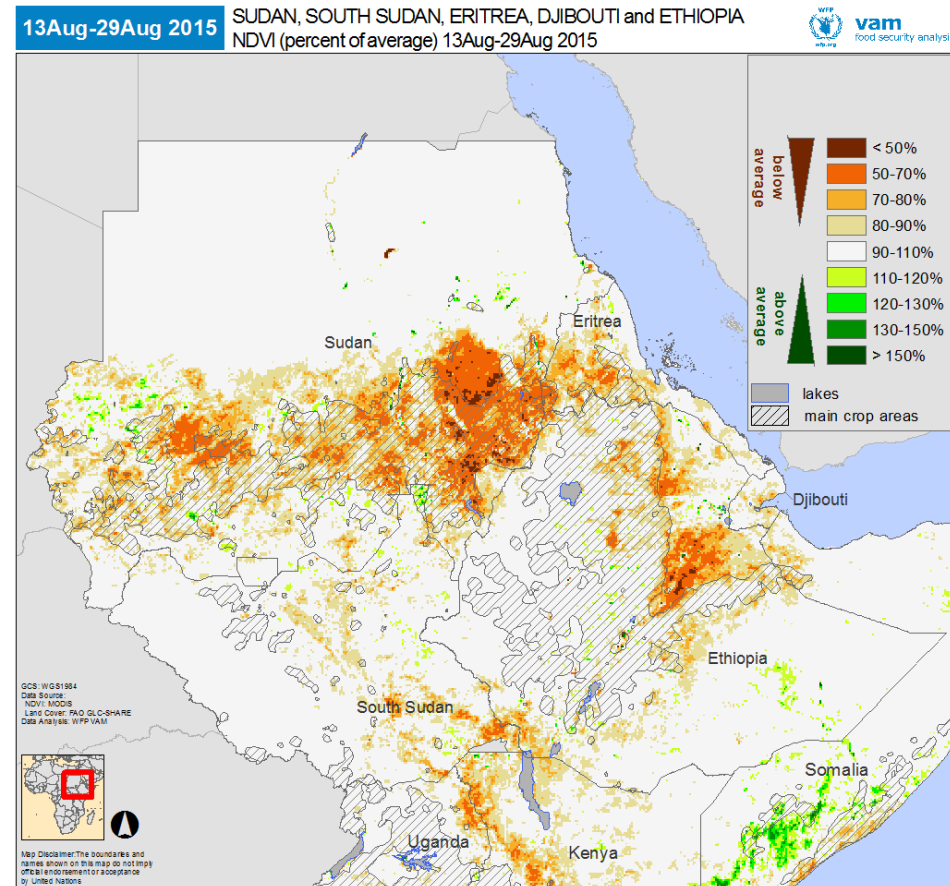 13Aug-29Aug 2015
SUDAN, SOUTH SUDAN, ERITREA, DJIBOUTI and ETHIOPIA
NDVI (percent of average) 13Aug-29Aug 2015
WFP
wfp.org
vam
food security analysi
below
average
< 50%
50-70%
70-80%
80-90%
90-110%
110-120%
120-130%
130-150%
> 150%
above
average
lakes
main crop areas
Eritrea
Sudan
Djibouti
Ethiopia
South Sudan
Somalia
Uganda
Kenya
GCS: WGS1984
Data Source:
NDVI: MODIS
Land Cover: FAO GLC-SHARE
Data Analysis: WFP VAM
Map Disclaimer:The boundaries and
names shown on this map do not imply
official endorsement or acceptance
by United Nations